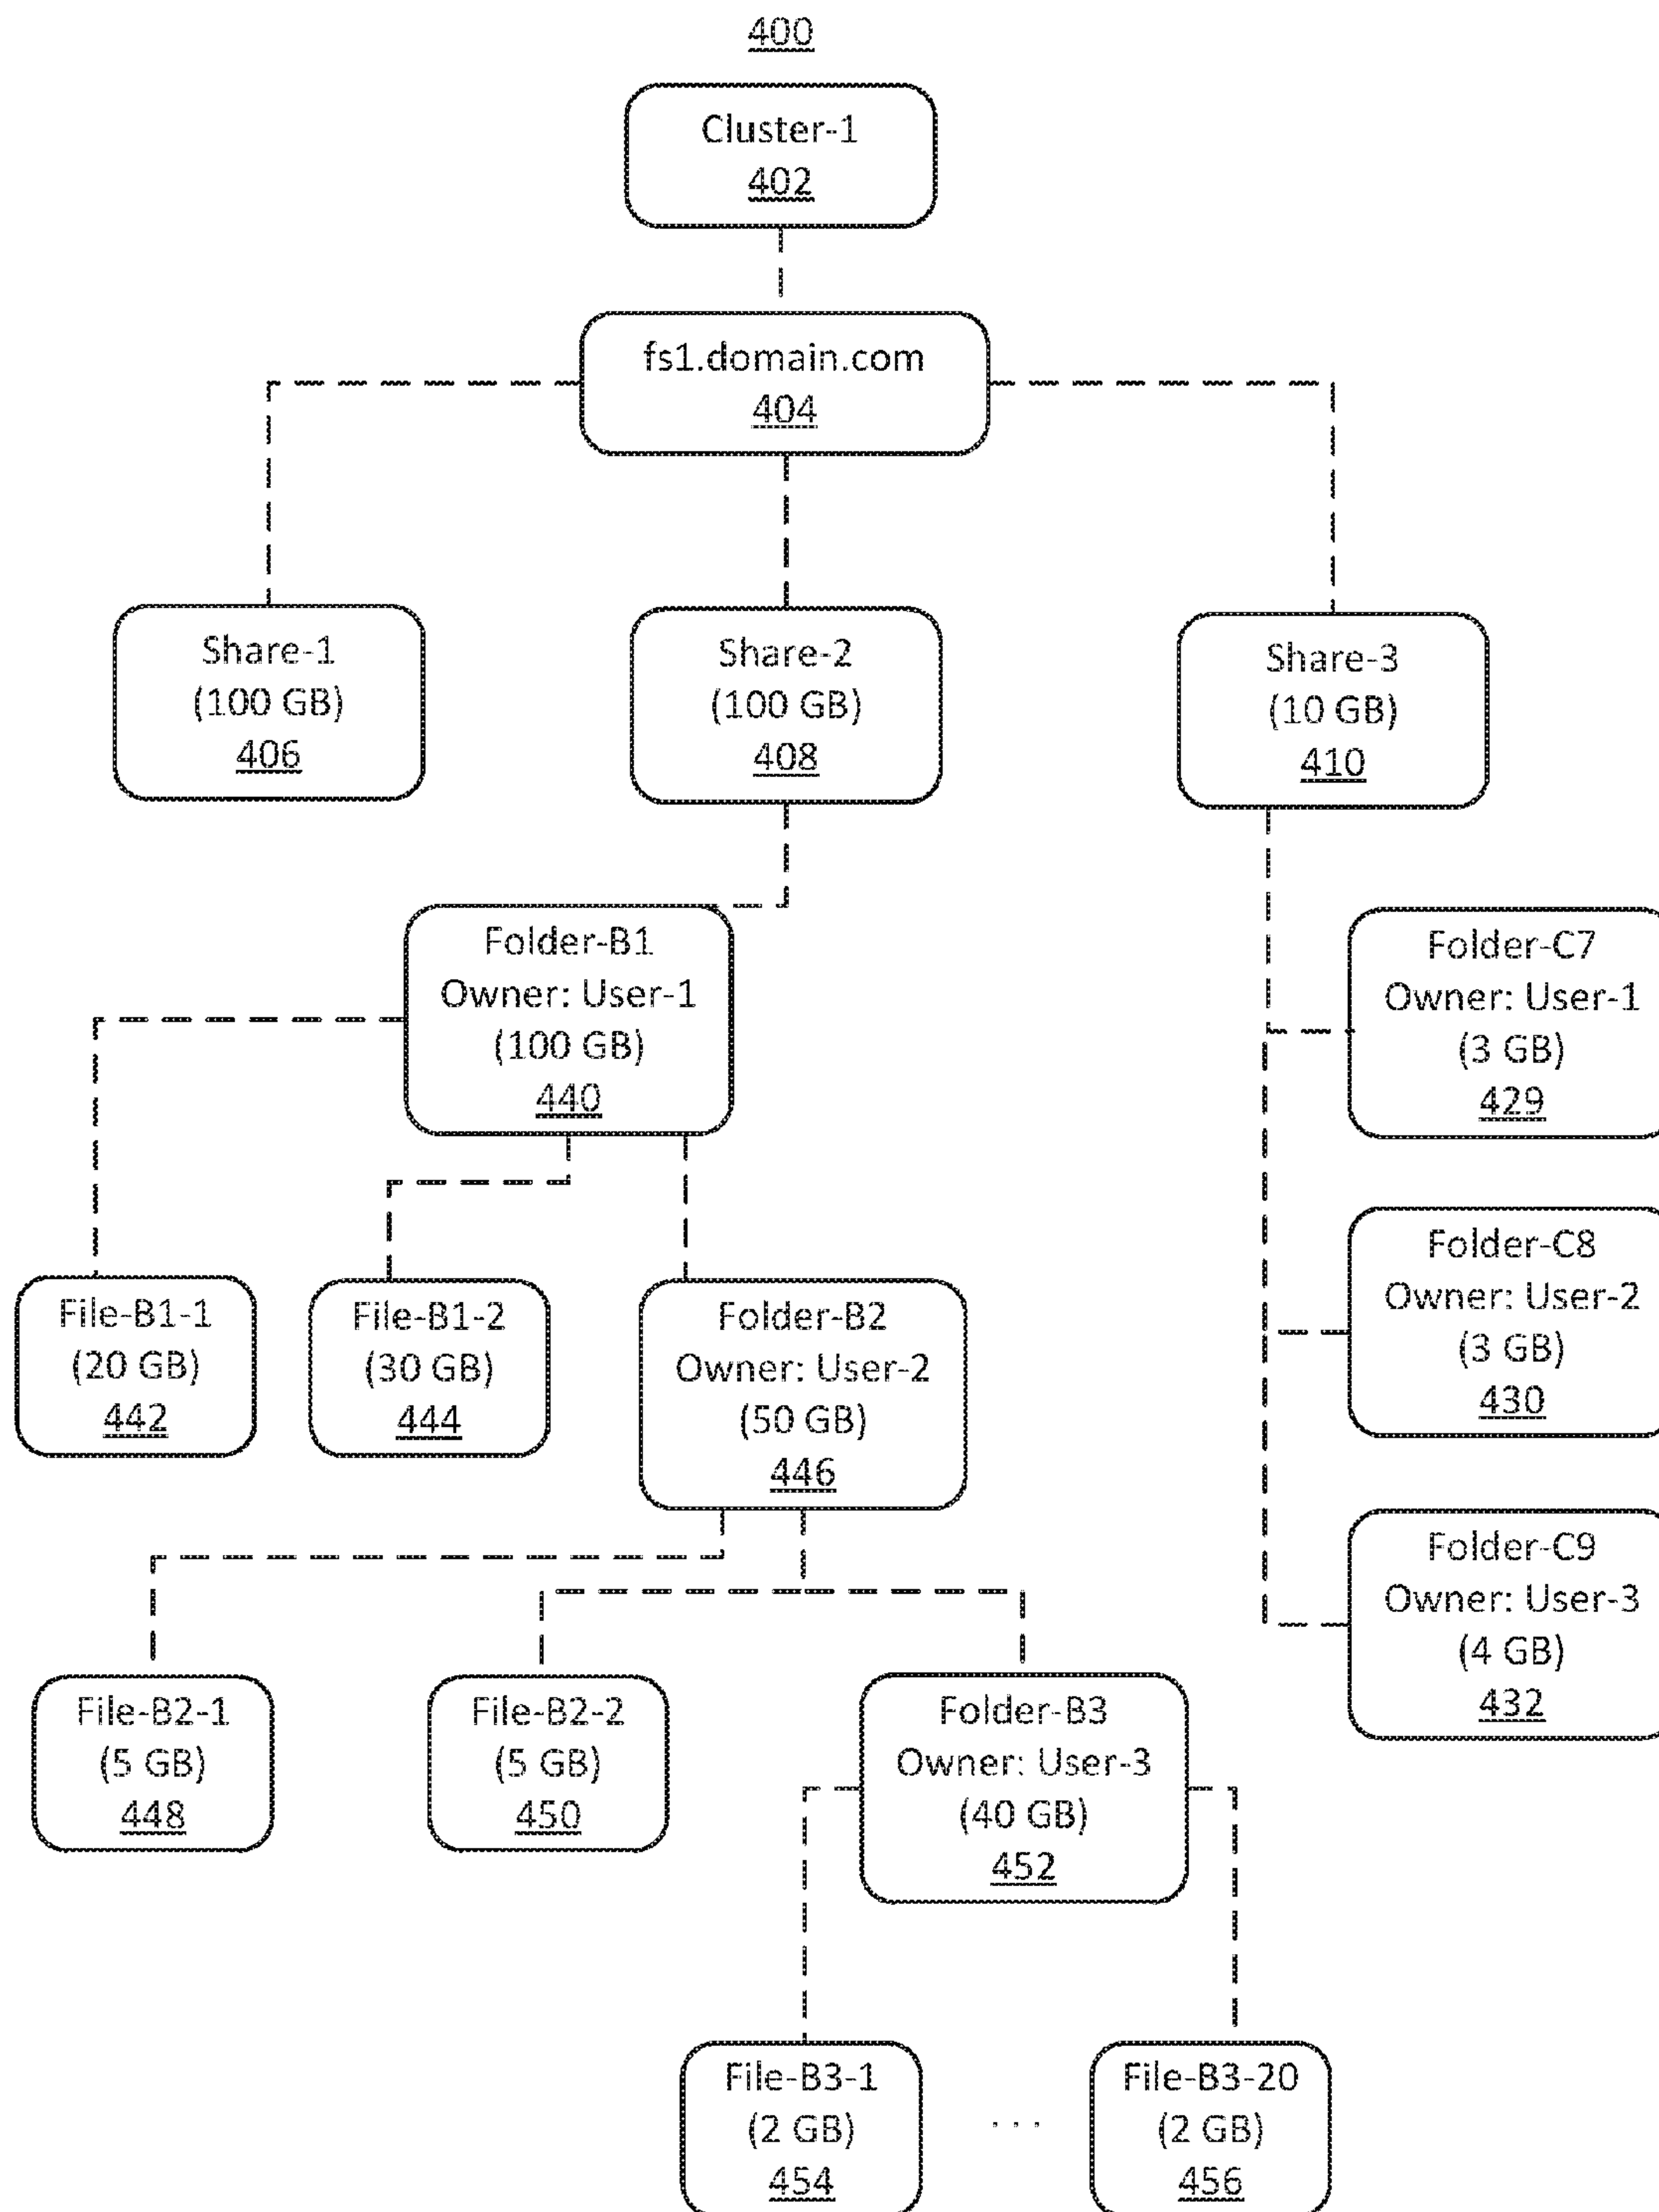 400
Cluster-1
402
fs1.domain.com
404
Share-1
(100 GB)
406
Share-2
(100 GB)
408
Share-3
(10 GB)
410
Folder-B1
Owner: User-1
(100 GB)
440
Folder-C7
Owner: User-1
(3 GB)
429
File-B1-1
(20 GB)
442
File-B1-2
(30 GB)
444
Folder-B2
Owner: User-2
(50 GB)
446
Folder-C8
Owner: User-2
(3 GB)
430
Folder-C9
Owner: User-3
(4 GB)
432
File-B2-1
(5 GB)
448
File-B2-2
(5 GB)
450
Folder-B3
Owner: User-3
(40 GB)
452
File-B3-1
(2 GB)
454
. . .
File-B3-20
(2 GB)
456